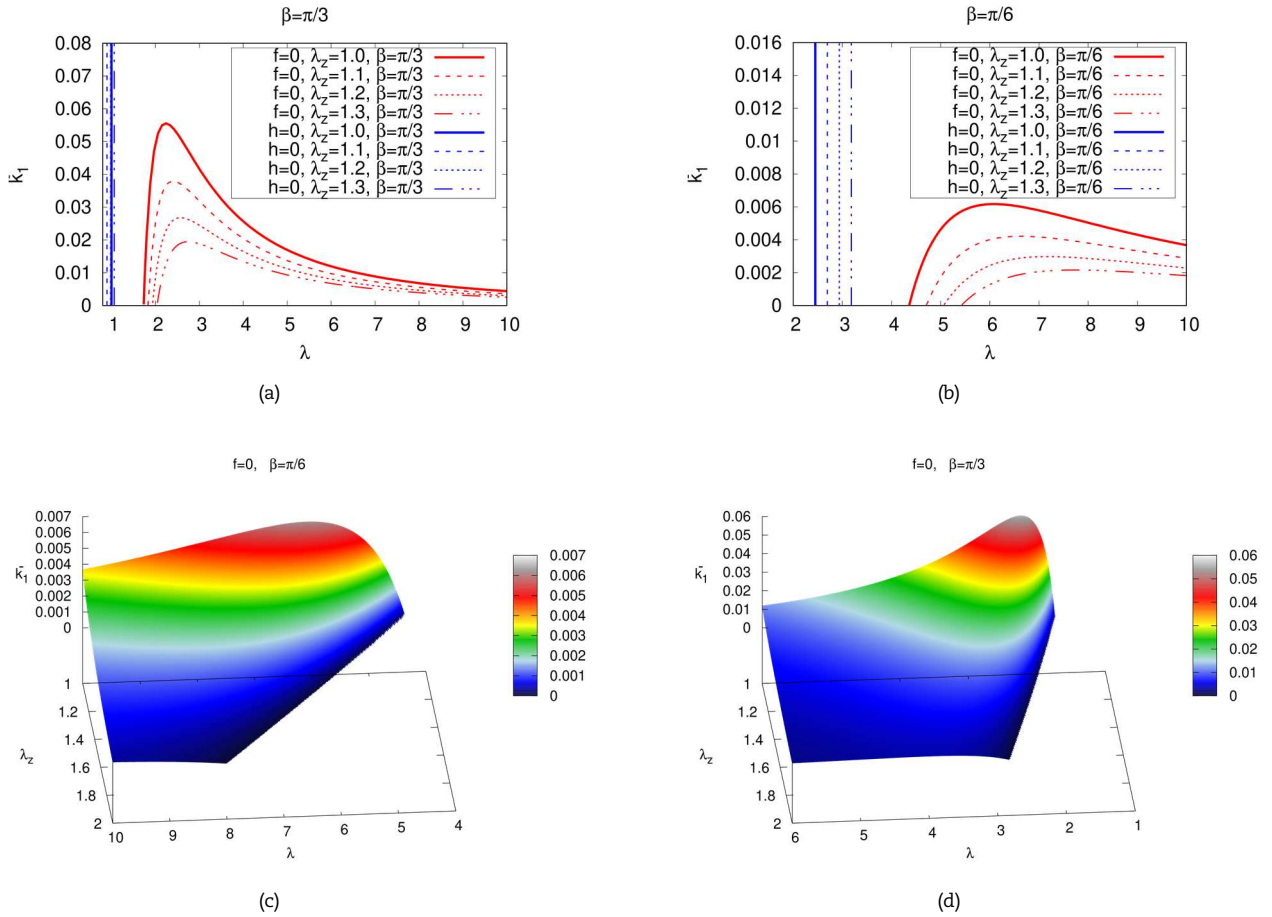 β=π/3
0.08
0.07
0.06
0.05
0.04
0.03
0.02
0.01
0
k̄₁
f=0, λz=1.0, β=π/3
f=0, λz=1.1, β=π/3
f=0, λz=1.2, β=π/3
f=0, λz=1.3, β=π/3
h=0, λz=1.0, β=π/3
h=0, λz=1.1, β=π/3
h=0, λz=1.2, β=π/3
h=0, λz=1.3, β=π/3
1 2 3 4 5 6 7 8 9 10
λ
(a)
β=π/6
0.016
0.014
0.012
0.01
0.008
0.006
0.004
0.002
0
k̄₁
f=0, λz=1.0, β=π/6
f=0, λz=1.1, β=π/6
f=0, λz=1.2, β=π/6
f=0, λz=1.3, β=π/6
h=0, λz=1.0, β=π/6
h=0, λz=1.1, β=π/6
h=0, λz=1.2, β=π/6
h=0, λz=1.3, β=π/6
2 3 4 5 6 7 8 9 10
λ
(b)
f=0, β=π/6
0.007
0.006
0.005
0.004
0.003
0.002
0.001
0
k̄₁
1
1.2
1.4
1.6
1.8
2
λz
10 9 8 7 6 5 4
λ
0.007
0.006
0.005
0.004
0.003
0.002
0.001
0
(c)
f=0, β=π/3
0.06
0.05
0.04
0.03
0.02
0.01
0
k̄₁
1
1.2
1.4
1.6
1.8
2
λz
6 5 4 3 2 1
λ
0.06
0.05
0.04
0.03
0.02
0.01
0
(d)